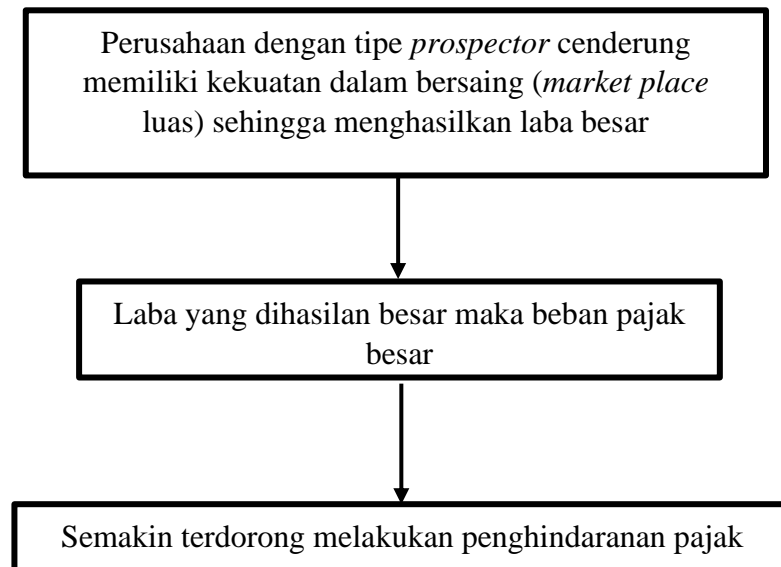 Perusahaan dengan tipe prospector cenderung
memiliki kekuatan dalam bersaing (market place
luas) sehingga menghasilkan laba besar
Laba yang dihasilan besar maka beban pajak
besar
Semakin terdorong melakukan penghindaranan pajak